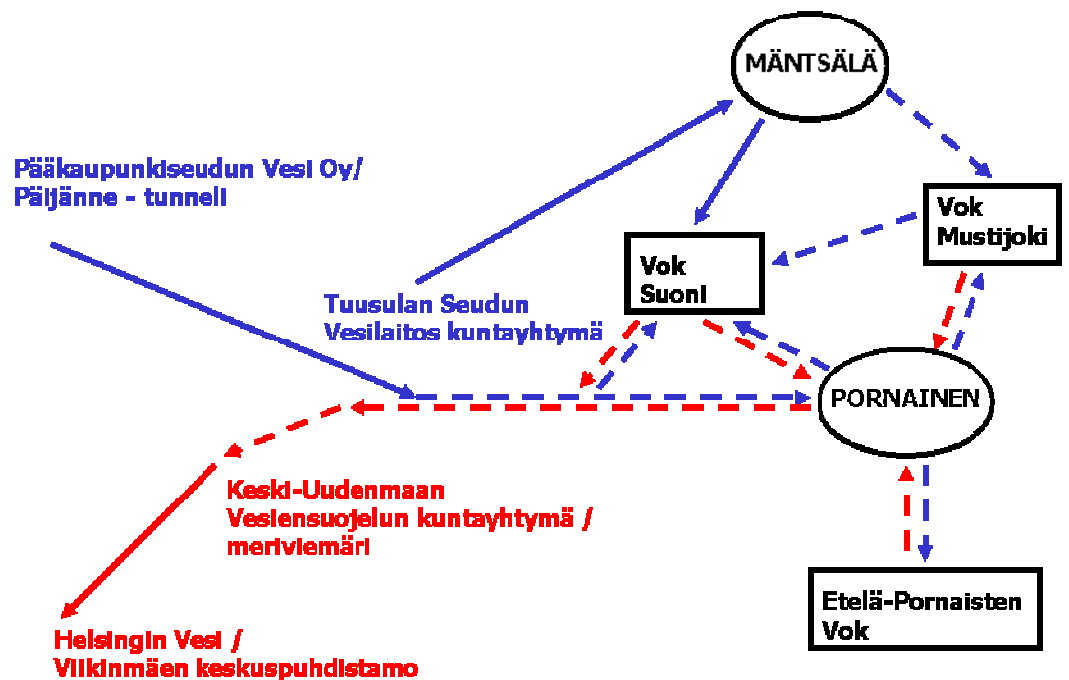 MÄNTSÄLÄ
Pääkaupunkiseudun Vesi Oy/
Päijänne - tunneli
Vok
Mustijoki
Vok
Suoni
Tuusulan Seudun
Vesilaitos kuntayhtymä
PORNAINEN
Keski-Uudenmaan
Vesiensuojelun kuntayhtymä /
meriviemäri
Etelä-Pornaisten
Vok
Helsingin Vesi /
Viikinmäen keskuspuhdistamo